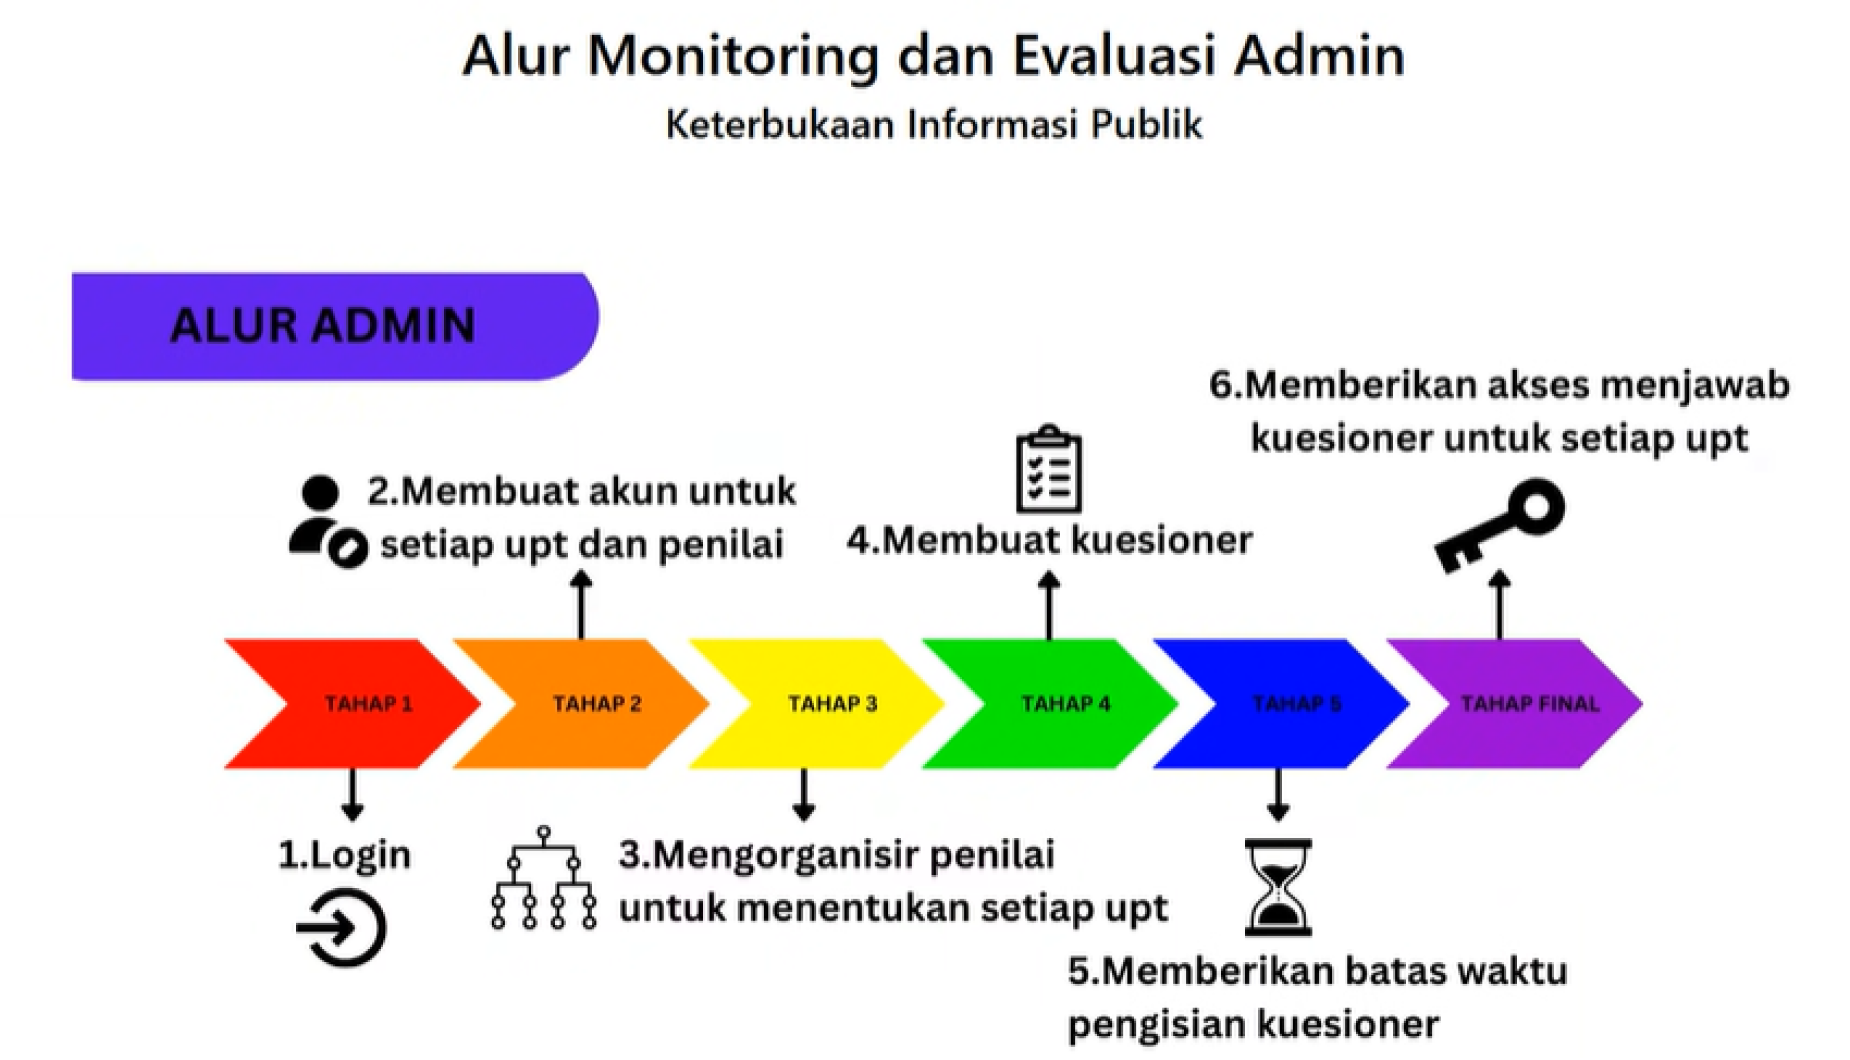 Alur Monitoring dan Evaluasi Admin
Keterbukaan Informasi Publik
ALUR ADMIN
6.Memberikan akses menjawab
kuesioner untuk setiap upt
2.Membuat akun untuk
setiap upt dan penilai
4.Membuat kuesioner
TAHAP 1
TAHAP 2
TAHAP 3
TAHAP 4
TAHAP 5
TAHAP FINAL
1.Login
3.Mengorganisir penilai
untuk menentukan setiap upt
5.Memberikan batas waktu
pengisian kuesioner